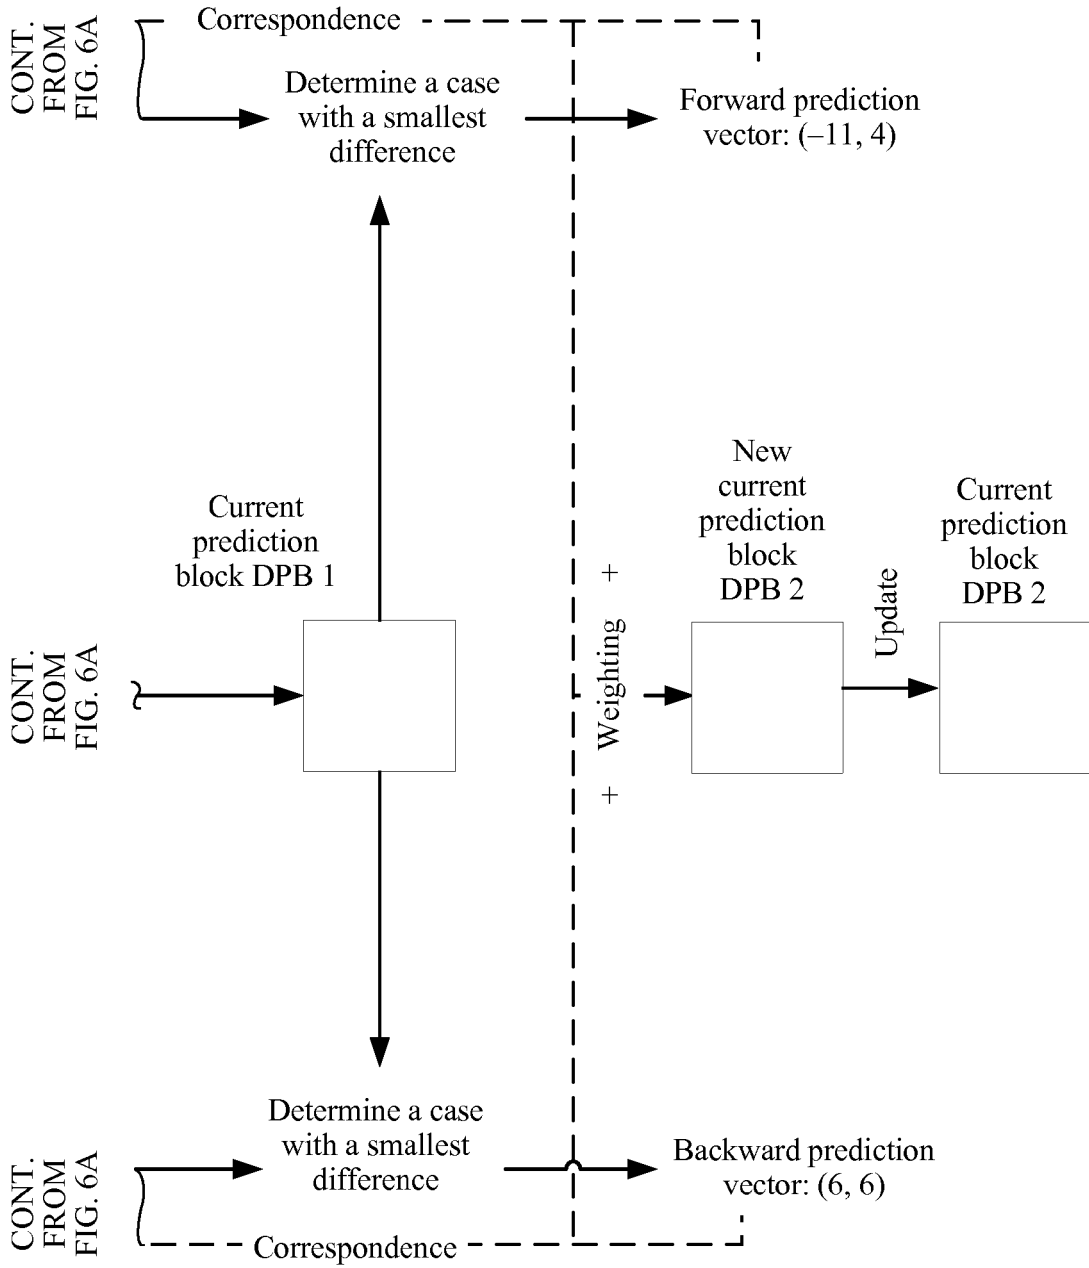 CONT.
FROM
FIG. 6A
Correspondence
Determine a case
with a smallest
difference
Forward prediction
vector: (–11, 4)
Current
prediction
block DPB 1
New
current
prediction
block
DPB 2
Current
prediction
block
DPB 2
CONT.
FROM
FIG. 6A
+
Weighting
+
Update
CONT.
FROM
FIG. 6A
Determine a case
with a smallest
difference
Backward prediction
vector: (6, 6)
Correspondence